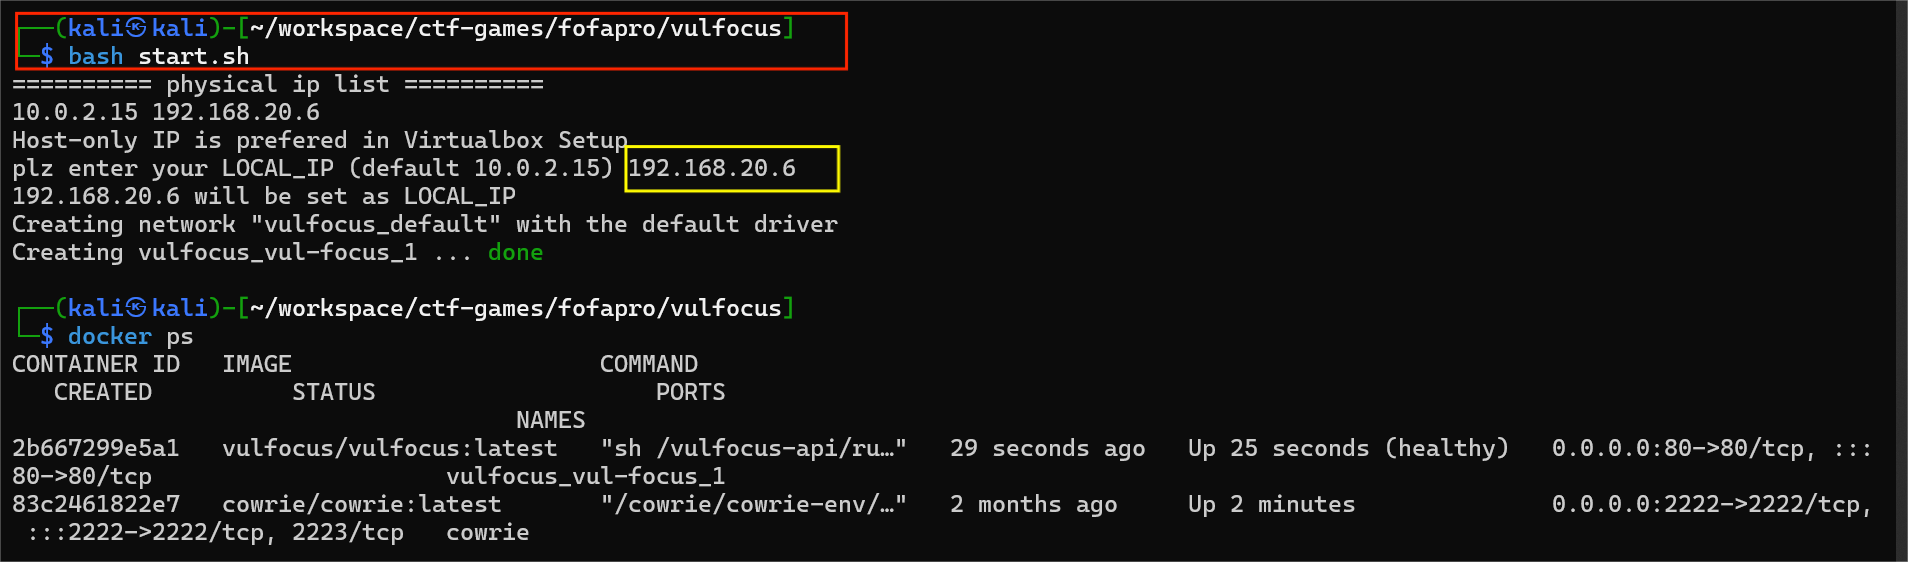 ┌──(kali㉿kali)-[~/workspace/ctf-games/fofapro/vulfocus]
└─$ bash start.sh
========== physical ip list ==========
10.0.2.15 192.168.20.6
Host-only IP is prefered in Virtualbox Setup
plz enter your LOCAL_IP (default 10.0.2.15) 192.168.20.6
192.168.20.6 will be set as LOCAL_IP
Creating network "vulfocus_default" with the default driver
Creating vulfocus_vul-focus_1 ... done
┌──(kali㉿kali)-[~/workspace/ctf-games/fofapro/vulfocus]
└─$ docker ps
CONTAINER ID   IMAGE                      COMMAND
   CREATED          STATUS                    PORTS
                                    NAMES
2b667299e5a1   vulfocus/vulfocus:latest   "sh /vulfocus-api/ru…"   29 seconds ago   Up 25 seconds (healthy)   0.0.0.0:80->80/tcp, :::
80->80/tcp                     vulfocus_vul-focus_1
83c2461822e7   cowrie/cowrie:latest       "/cowrie/cowrie-env/…"   2 months ago     Up 2 minutes              0.0.0.0:2222->2222/tcp,
 :::2222->2222/tcp, 2223/tcp   cowrie